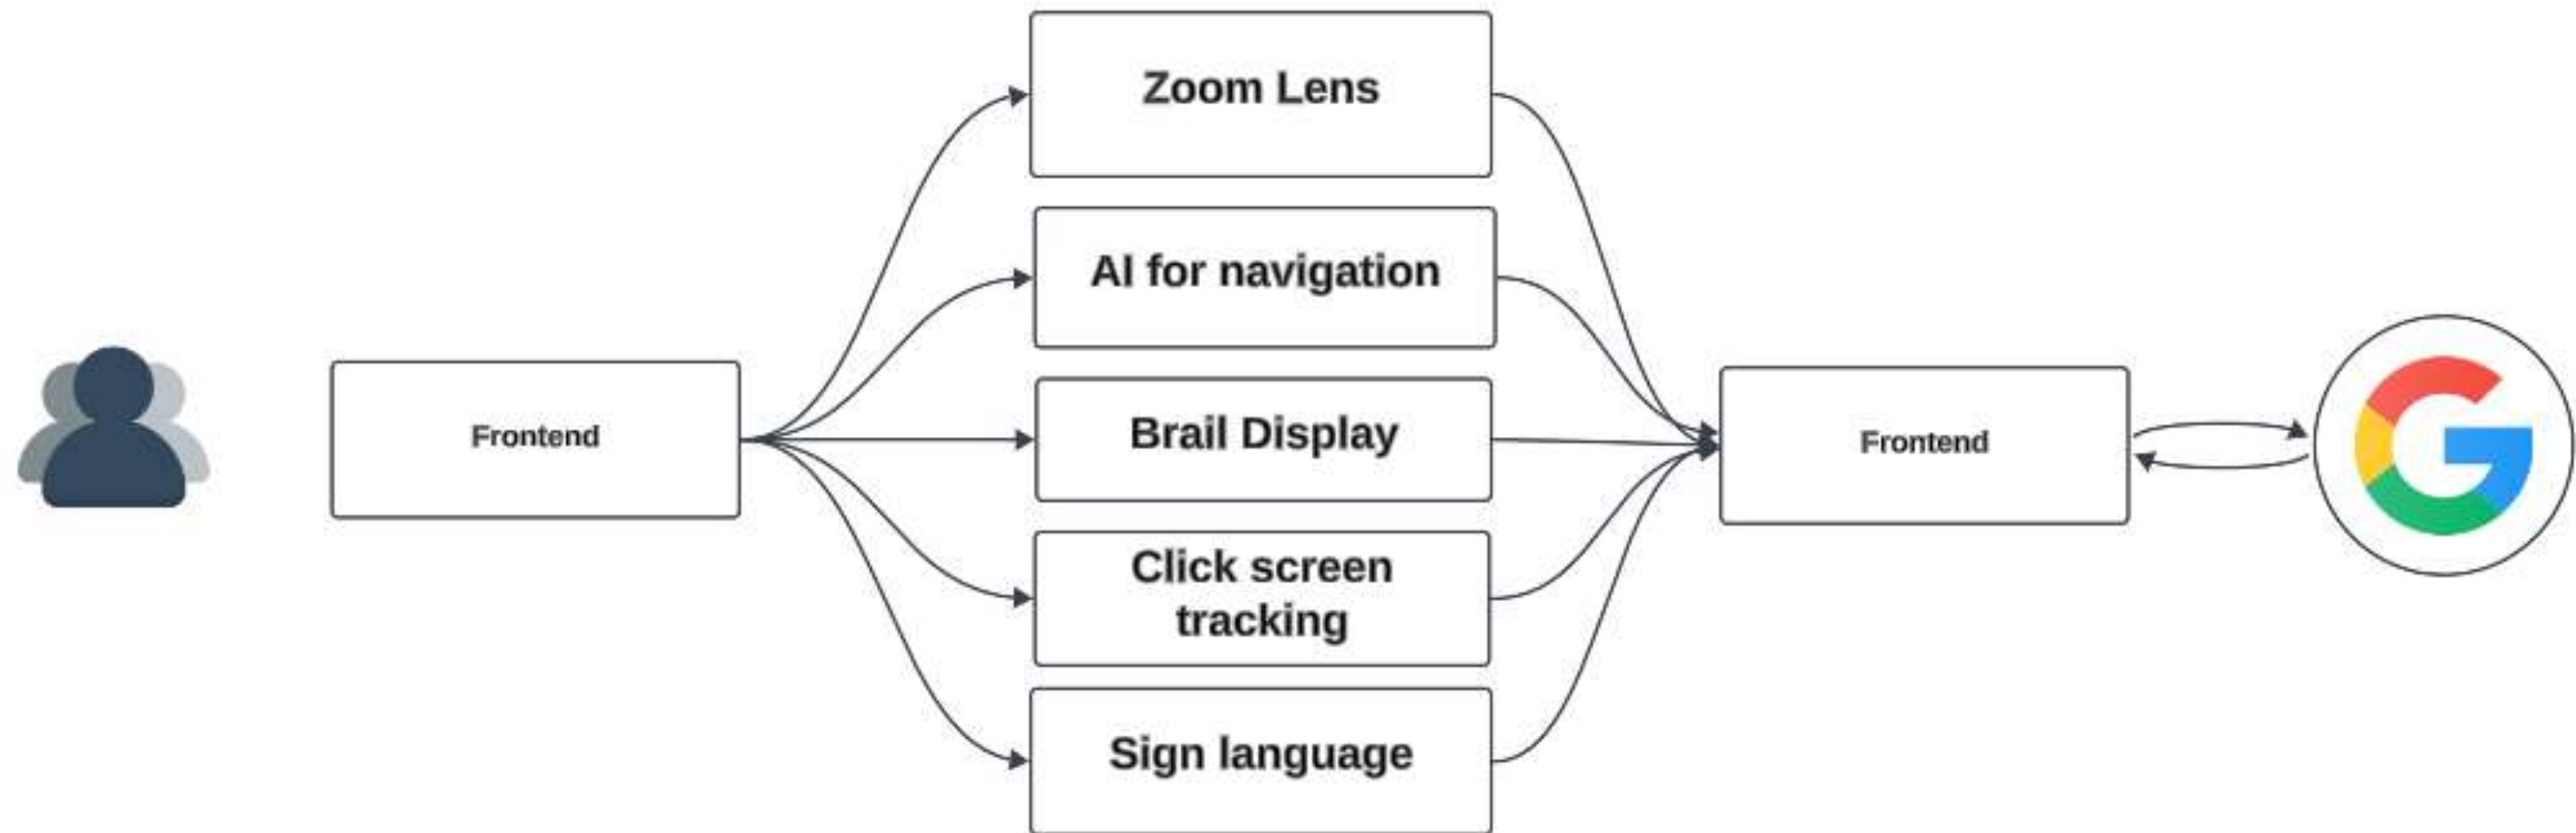 Zoom Lens
AI for navigation
Frontend
Brail Display
Frontend
Click screen
tracking
Sign language